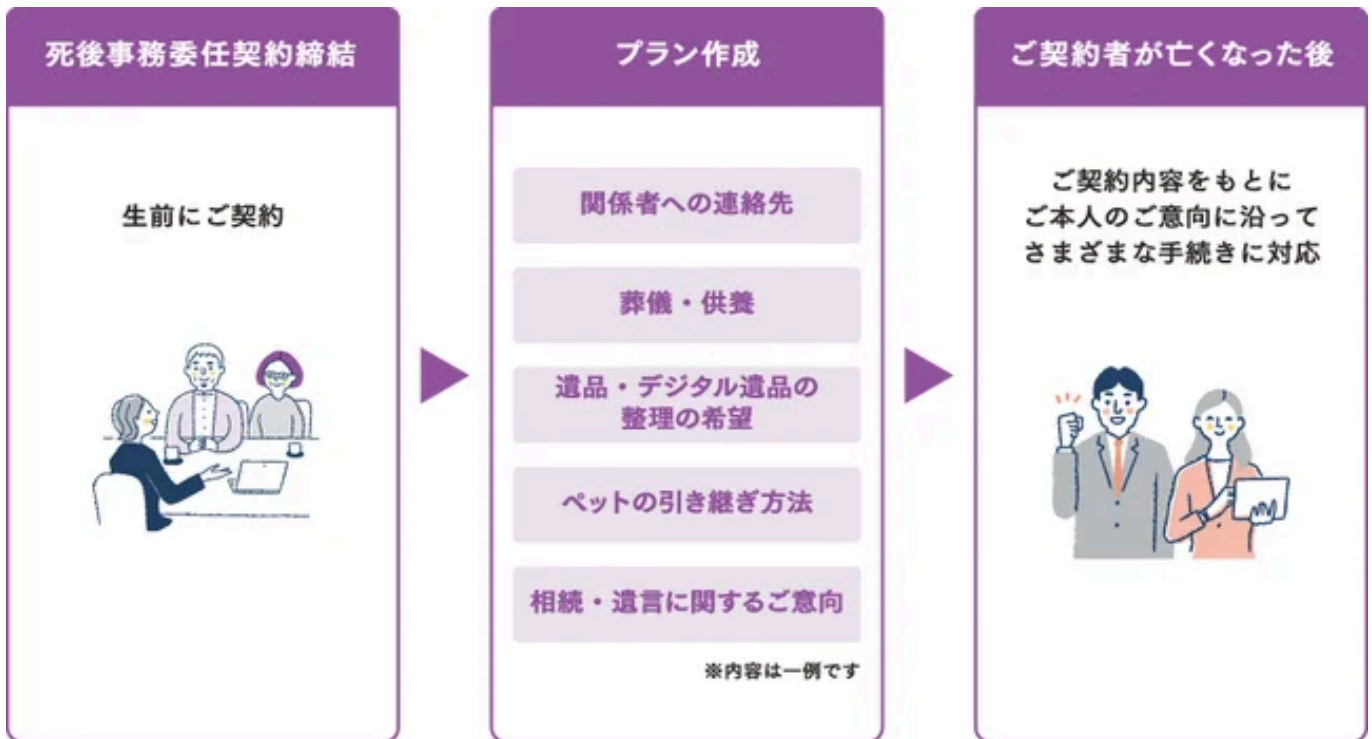 死後事務委任契約締結
生前にご契約
プラン作成
関係者への連絡先
葬儀・供養
遺品・デジタル遺品の
整理の希望
ペットの引き継ぎ方法
相続・遺言に関するご意向
※内容は一例です
ご契約者が亡くなった後
ご契約内容をもとに
ご本人のご意向に沿って
さまざまな手続きに対応